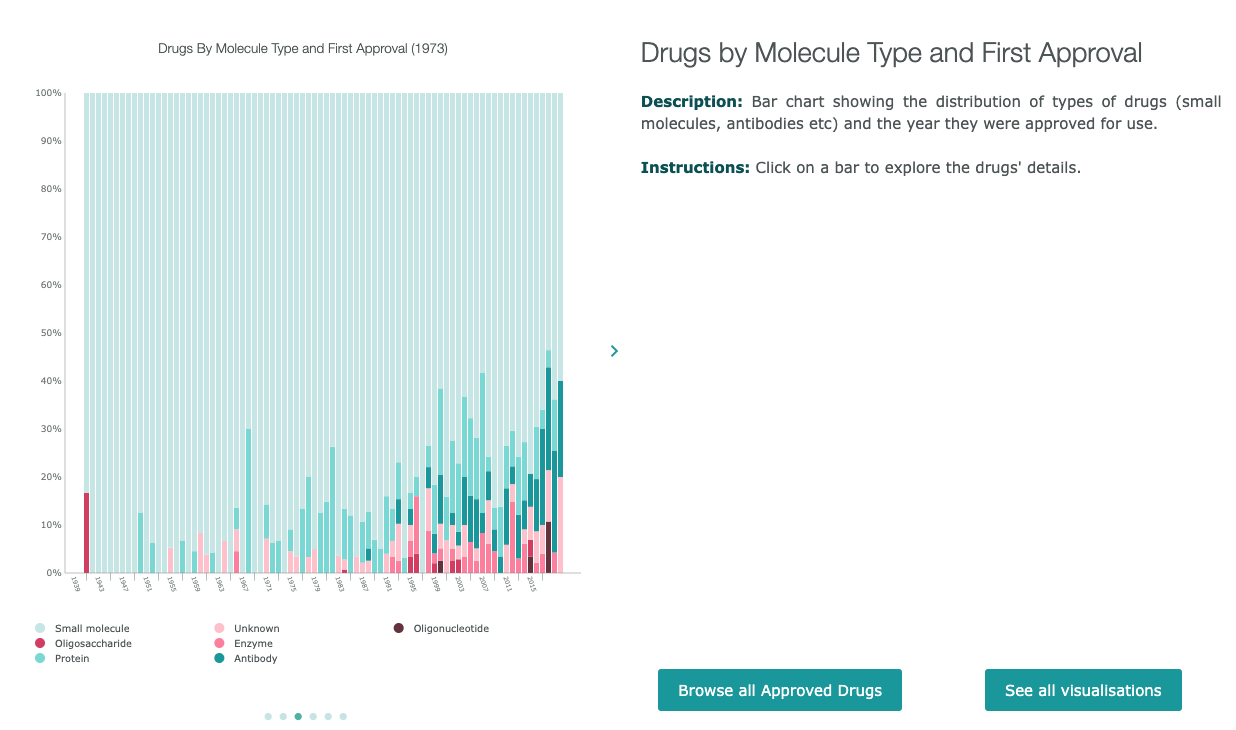 Drugs By Molecule Type and First Approval (1973)
100%
90%
80%
70%
60%
50%
40%
30%
20%
10%
0%
1939
1943
1947
1951
1955
1959
1963
1967
1971
1975
1979
1983
1987
1991
1995
1999
2003
2007
2011
2015
Small molecule
Oligosaccharide
Protein
Unknown
Enzyme
Antibody
Oligonucleotide
Drugs by Molecule Type and First Approval
Description: Bar chart showing the distribution of types of drugs (small
molecules, antibodies etc) and the year they were approved for use.
Instructions: Click on a bar to explore the drugs' details.
Browse all Approved Drugs
See all visualisations